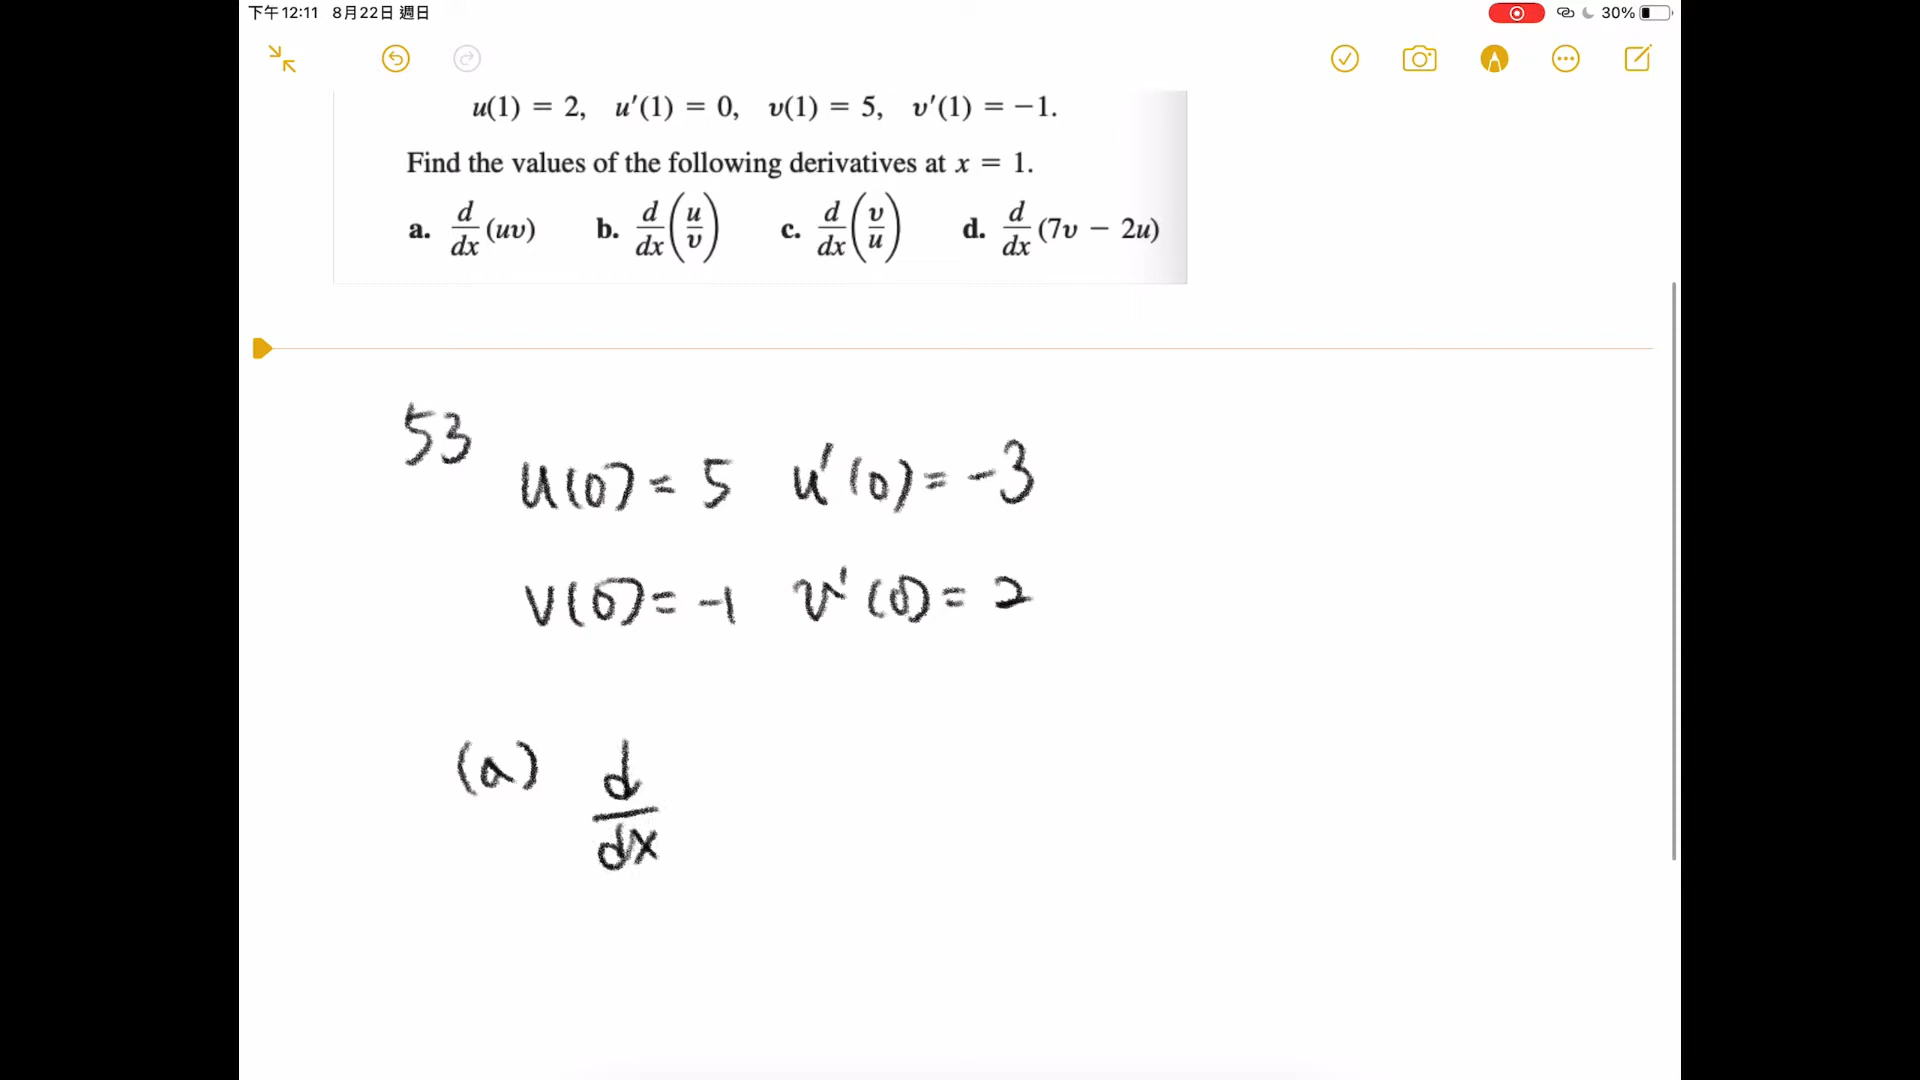 下午12:11 8月22日 週日 30%
u(1) = 2, u′(1) = 0, v(1) = 5, v′(1) = −1.
Find the values of the following derivatives at x = 1.
a. d/dx (uv) b. d/dx (u/v) c. d/dx (v/u) d. d/dx (7v − 2u)
53
u(0) = 5 u′(0) = -3
v(0) = -1 v′(0) = 2
(a) d/dx